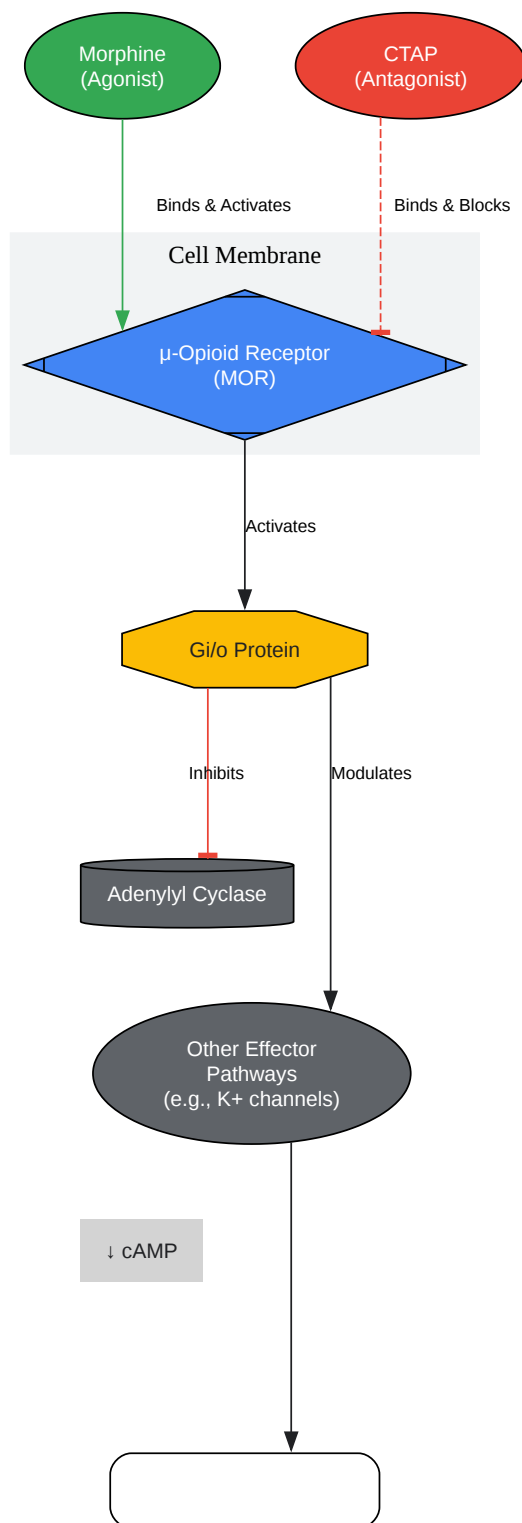 Morphine
(Agonist)
CTAP
(Antagonist)
Binds & Activates
Binds & Blocks
Cell Membrane
μ-Opioid Receptor
(MOR)
Activates
Gi/o Protein
Inhibits
Modulates
Adenylyl Cyclase
Other Effector
Pathways
(e.g., K+ channels)
↓ cAMP